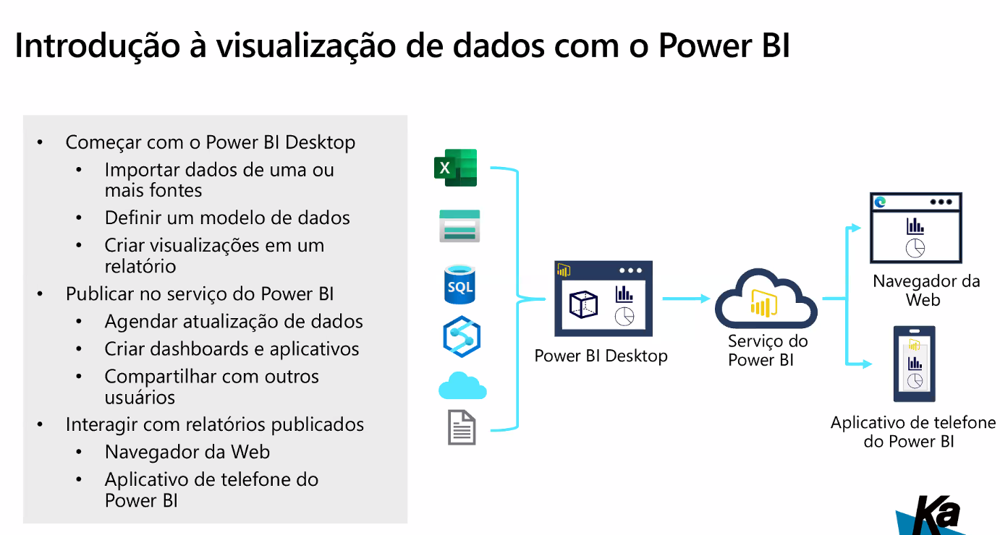 Introdução à visualização de dados com o Power BI
• Começar com o Power BI Desktop
• Importar dados de uma ou
mais fontes
• Definir um modelo de dados
• Criar visualizações em um
relatório
• Publicar no serviço do Power BI
• Agendar atualização de dados
• Criar dashboards e aplicativos
• Compartilhar com outros
usuários
• Interagir com relatórios publicados
• Navegador da Web
• Aplicativo de telefone do
Power BI
X
SQL
Power BI Desktop
Serviço do
Power BI
Navegador da
Web
Aplicativo de telefone
do Power BI
Ka